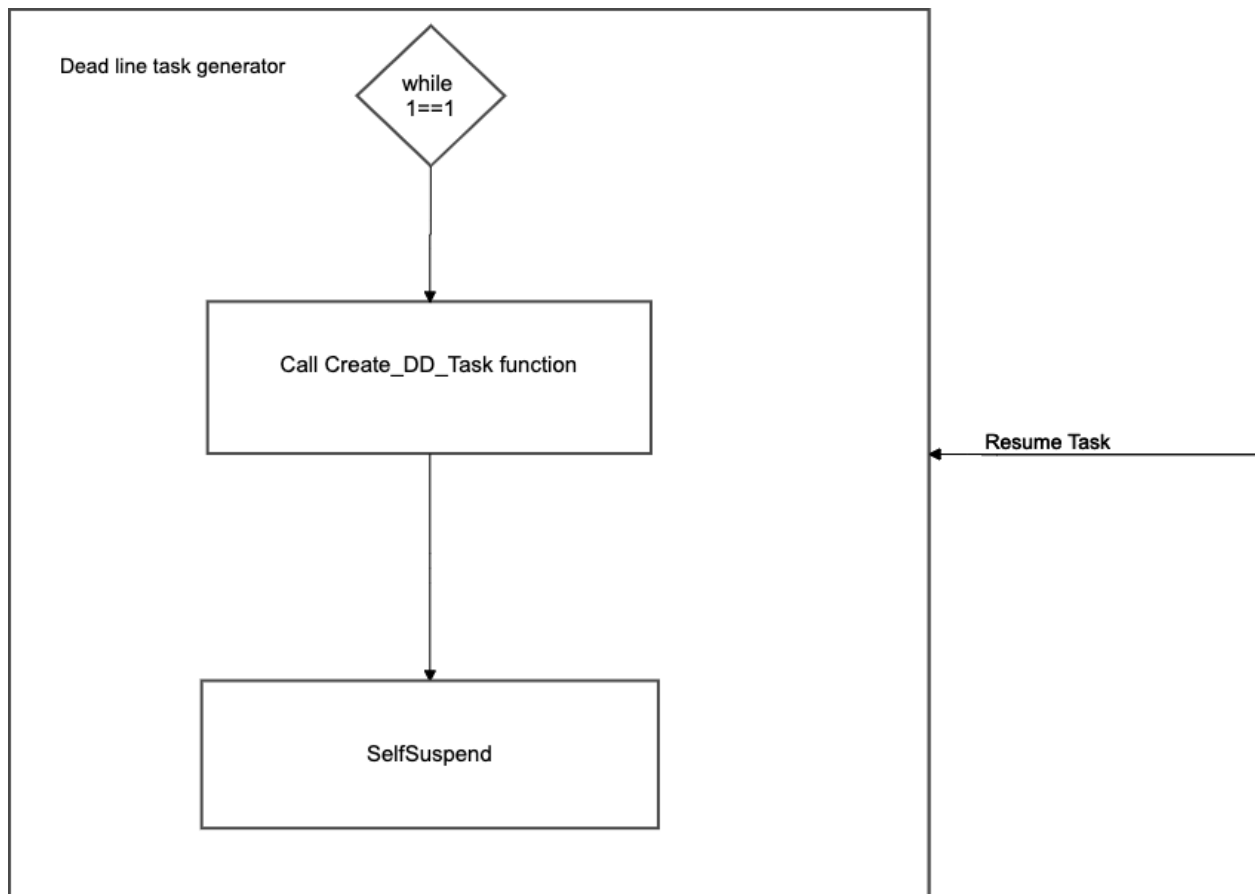 Dead line task generator
while
1==1
Call Create_DD_Task function
Resume Task
SelfSuspend